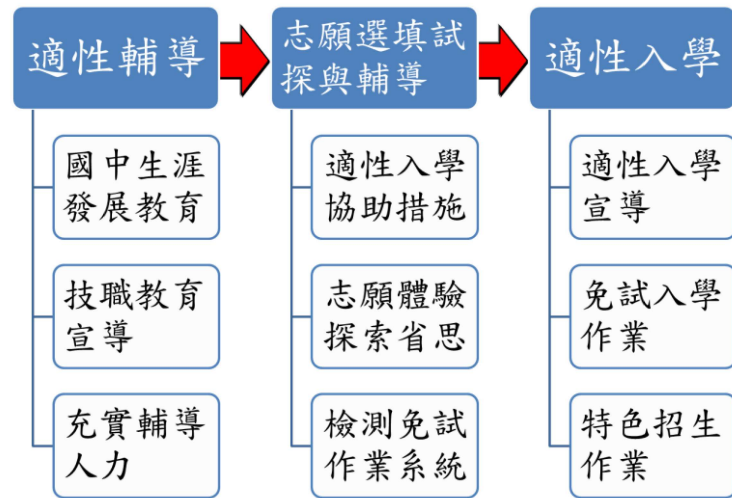 適性輔導
國中生涯
發展教育
技職教育
宣導
充實輔導
人力
志願選填試
探與輔導
適性入學
協助措施
志願體驗
探索省思
檢測免試
作業系統
適性入學
適性入學
宣導
免試入學
作業
特色招生
作業